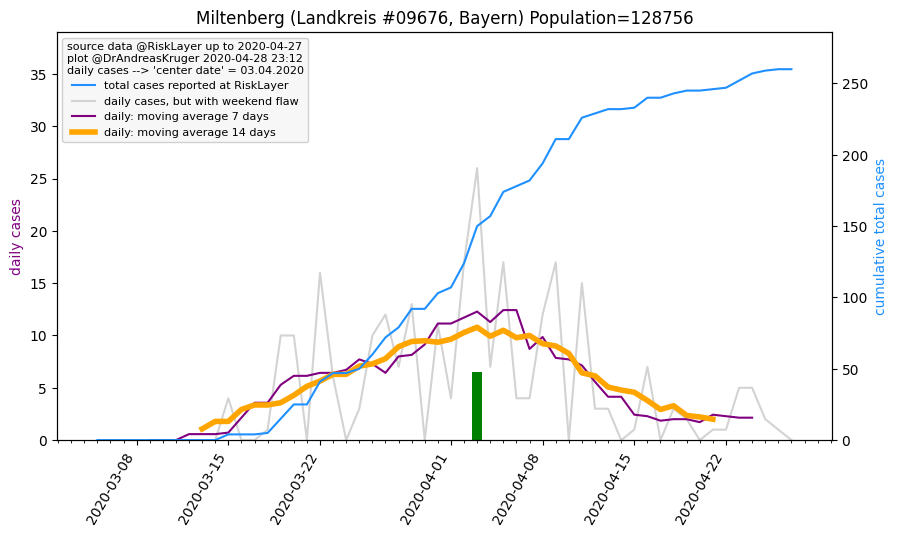 Miltenberg (Landkreis #09676, Bayern) Population=128756
source data @RiskLayer up to 2020-04-27
plot @DrAndreasKruger 2020-04-28 23:12
daily cases --> 'center date' = 03.04.2020
total cases reported at RiskLayer
daily cases, but with weekend flaw
daily: moving average 7 days
daily: moving average 14 days
daily cases
35
30
25
20
15
10
5
0
cumulative total cases
250
200
150
100
50
0
2020-03-08
2020-03-15
2020-03-22
2020-04-01
2020-04-08
2020-04-15
2020-04-22